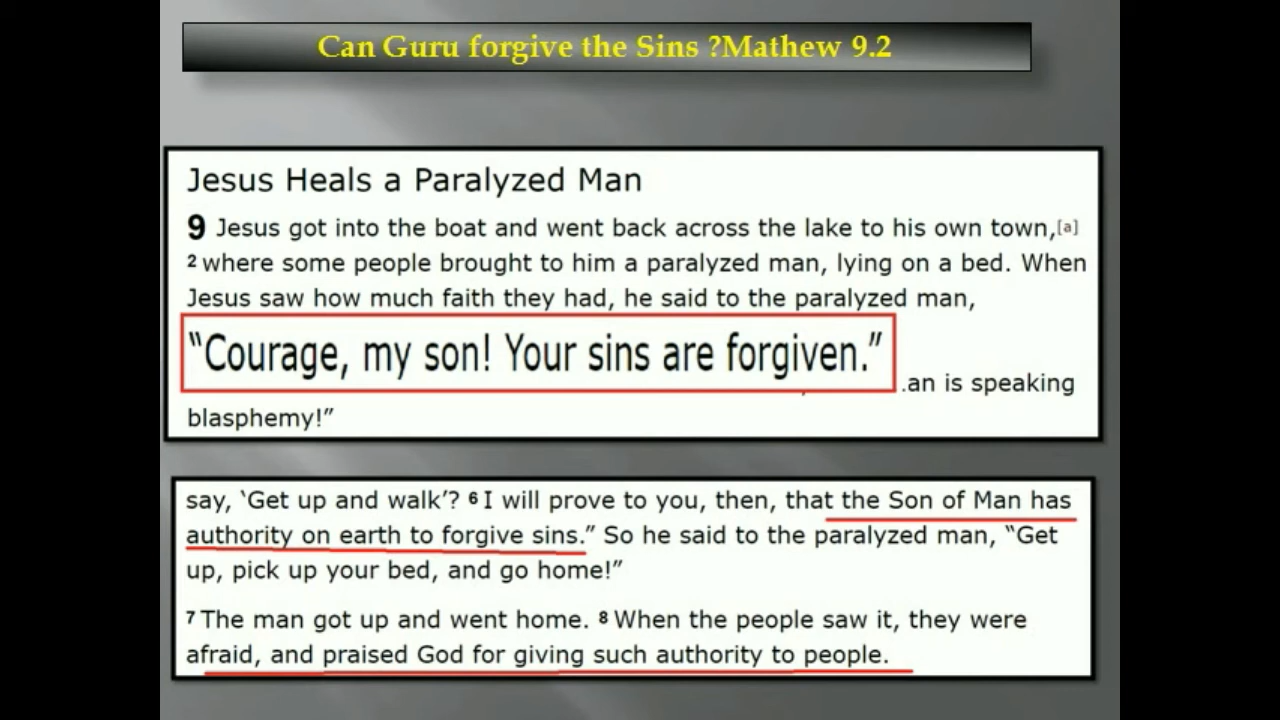 Can Guru forgive the Sins ?Mathew 9.2
Jesus Heals a Paralyzed Man
9 Jesus got into the boat and went back across the lake to his own town,[a]
2 where some people brought to him a paralyzed man, lying on a bed. When
Jesus saw how much faith they had, he said to the paralyzed man,
“Courage, my son! Your sins are forgiven.”
.an is speaking
blasphemy!”
say, ‘Get up and walk’? 6 I will prove to you, then, that the Son of Man has
authority on earth to forgive sins.” So he said to the paralyzed man, “Get
up, pick up your bed, and go home!”
7 The man got up and went home. 8 When the people saw it, they were
afraid, and praised God for giving such authority to people.